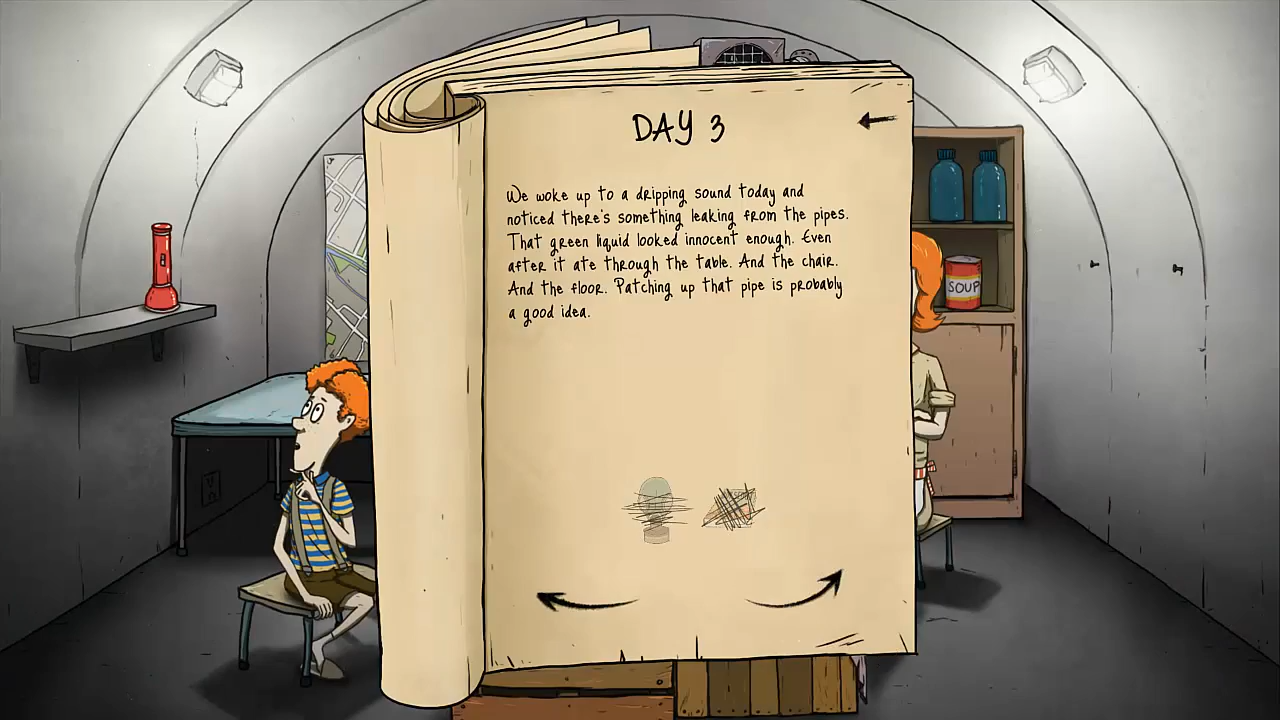 DAY 3
We woke up to a dripping sound today and
noticed there's something leaking from the pipes.
That green liquid looked innocent enough. Even
after it ate through the table. And the chair.
And the floor. Patching up that pipe is probably
a good idea.
SOUP